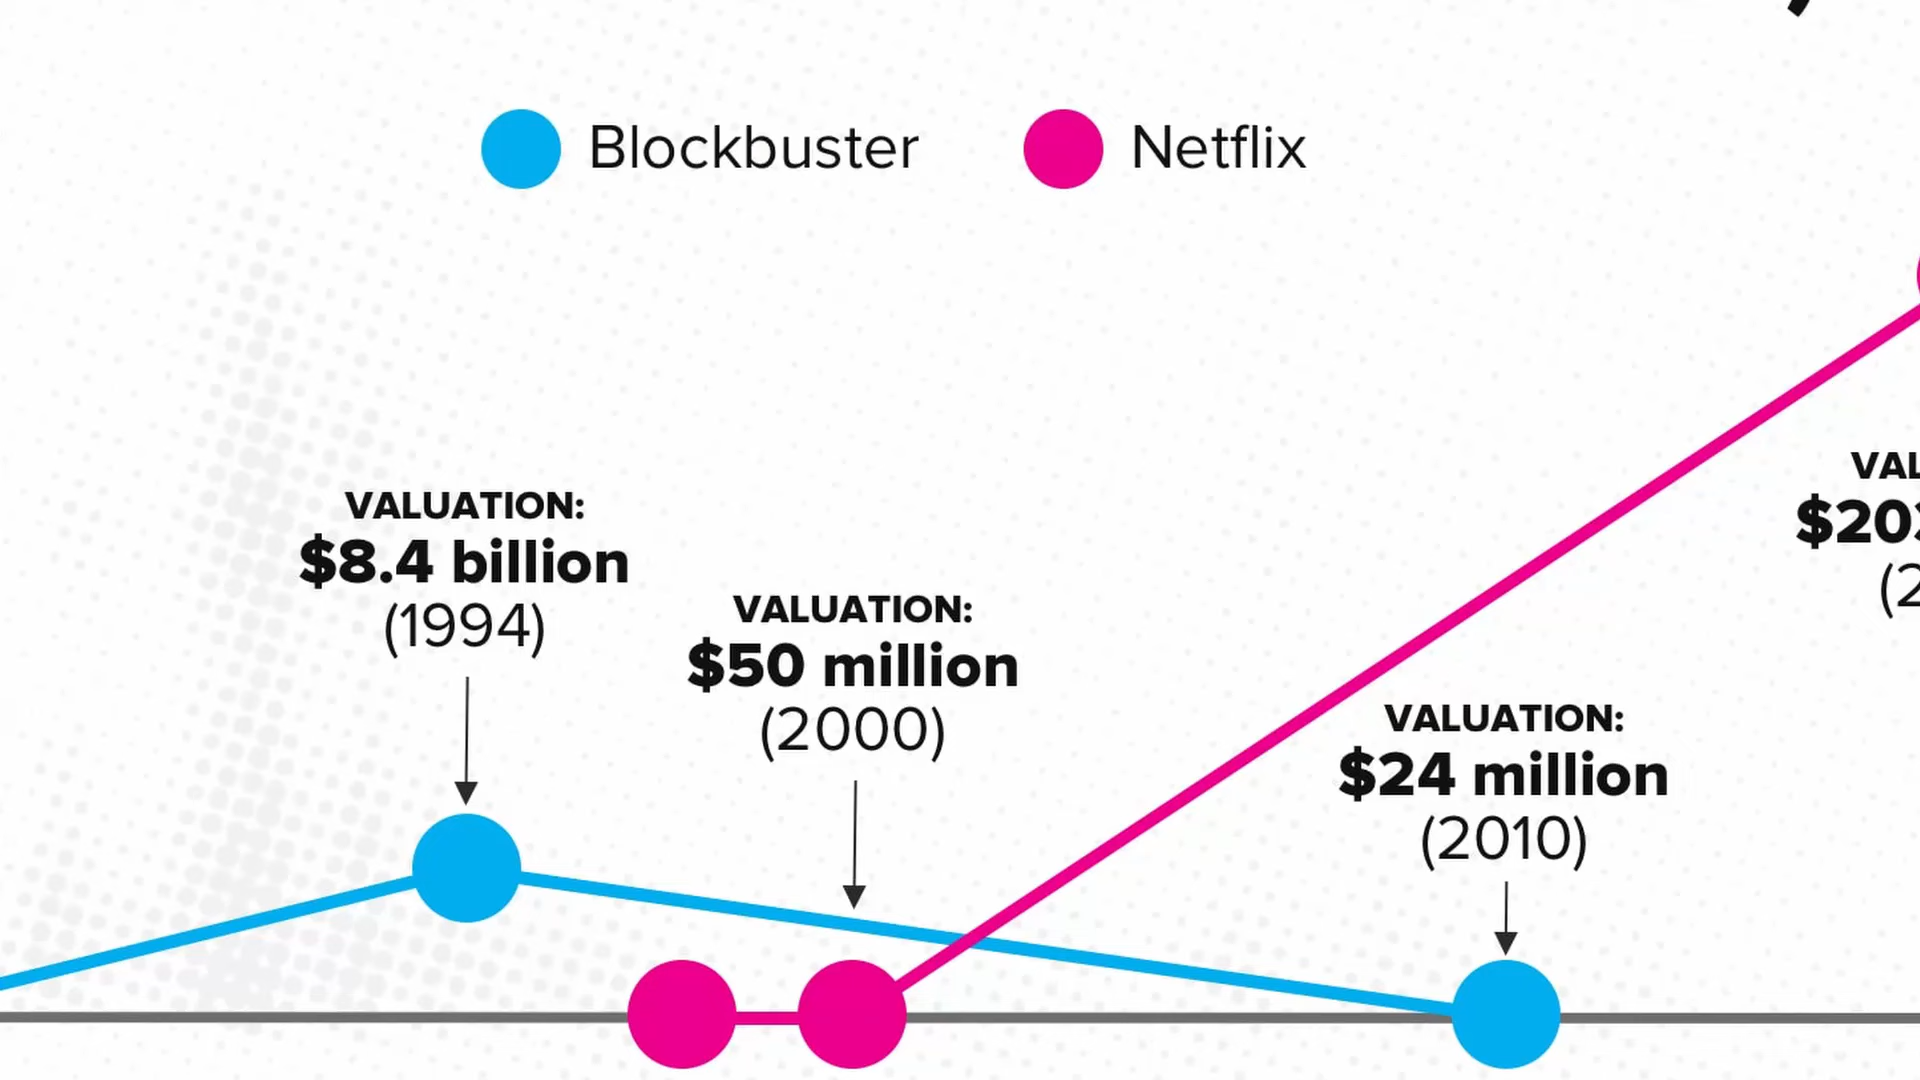 Blockbuster
Netflix
VALUATION:
$8.4 billion
(1994)
VALUATION:
$50 million
(2000)
VALUATION:
$24 million
(2010)